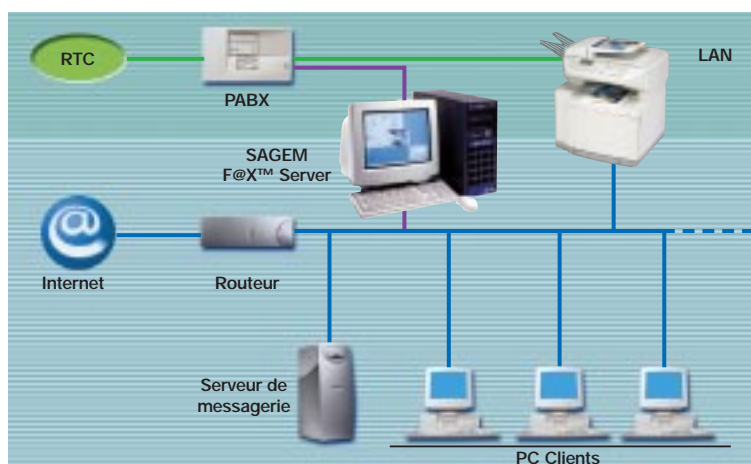 RTC
PABX
LAN
SAGEM
F@X™ Server
@
Internet
Routeur
Serveur de
messagerie
PC Clients